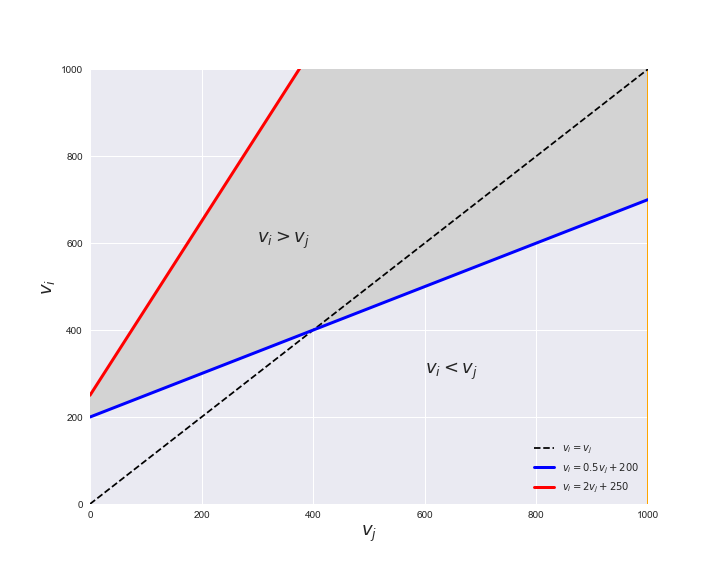 1000
800
600
400
200
0
v_i
v_i > v_j
v_i < v_j
v_i = v_j
v_i = 0.5v_j + 200
v_i = 2v_j + 250
0 200 400 600 800 1000
v_j